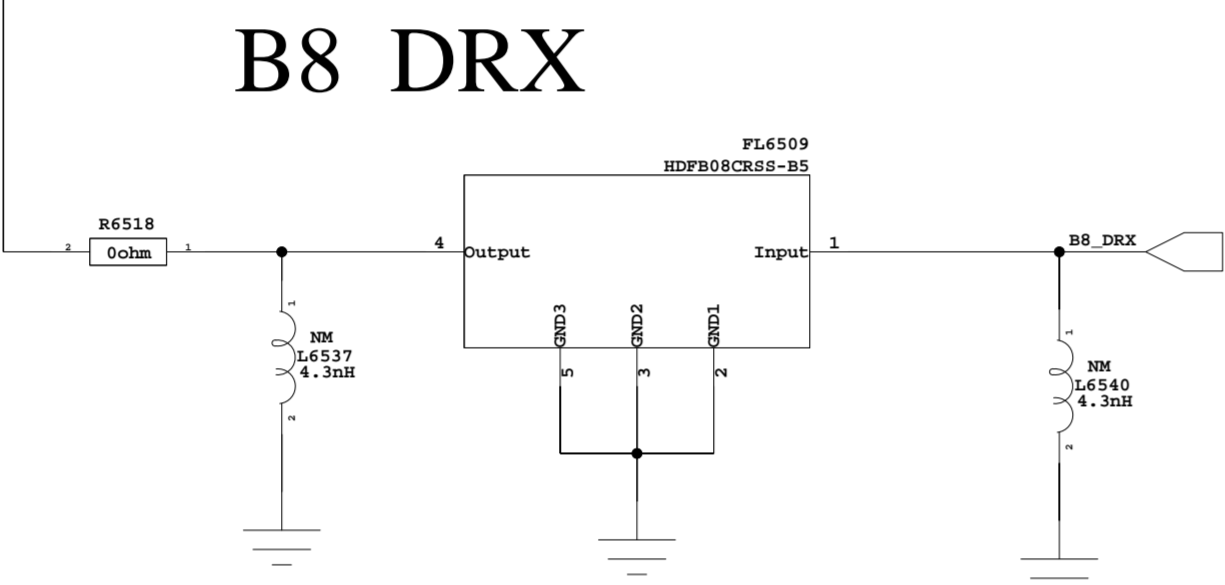 B8 DRX
FL6509
HDFB08CRSS-B5
R6518
2
0ohm
1
4
Output
Input
1
B8_DRX
GND3
GND2
GND1
5
3
2
1
NM
L6537
4.3nH
2
1
NM
L6540
4.3nH
2